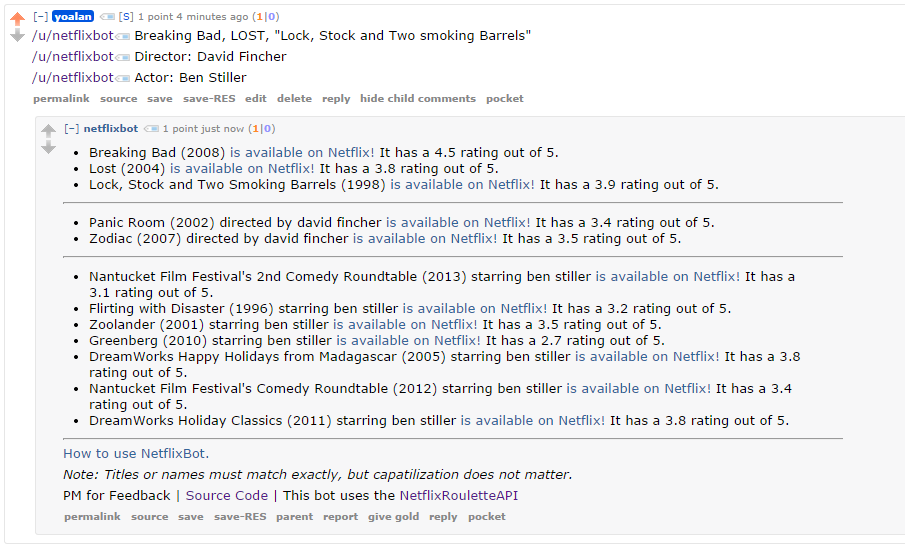 [−] yoalan [S] 1 point 4 minutes ago (1|0)
/u/netflixbot Breaking Bad, LOST, "Lock, Stock and Two smoking Barrels"
/u/netflixbot Director: David Fincher
/u/netflixbot Actor: Ben Stiller
permalink source save save-RES edit delete reply hide child comments pocket
[−] netflixbot 1 point just now (1|0)
• Breaking Bad (2008) is available on Netflix! It has a 4.5 rating out of 5.
• Lost (2004) is available on Netflix! It has a 3.8 rating out of 5.
• Lock, Stock and Two Smoking Barrels (1998) is available on Netflix! It has a 3.9 rating out of 5.
• Panic Room (2002) directed by david fincher is available on Netflix! It has a 3.4 rating out of 5.
• Zodiac (2007) directed by david fincher is available on Netflix! It has a 3.5 rating out of 5.
• Nantucket Film Festival's 2nd Comedy Roundtable (2013) starring ben stiller is available on Netflix! It has a
3.1 rating out of 5.
• Flirting with Disaster (1996) starring ben stiller is available on Netflix! It has a 3.2 rating out of 5.
• Zoolander (2001) starring ben stiller is available on Netflix! It has a 3.5 rating out of 5.
• Greenberg (2010) starring ben stiller is available on Netflix! It has a 2.7 rating out of 5.
• DreamWorks Happy Holidays from Madagascar (2005) starring ben stiller is available on Netflix! It has a 3.8
rating out of 5.
• Nantucket Film Festival's Comedy Roundtable (2012) starring ben stiller is available on Netflix! It has a 3.4
rating out of 5.
• DreamWorks Holiday Classics (2011) starring ben stiller is available on Netflix! It has a 3.8 rating out of 5.
How to use NetflixBot.
Note: Titles or names must match exactly, but capatilization does not matter.
PM for Feedback | Source Code | This bot uses the NetflixRouletteAPI
permalink source save save-RES parent report give gold reply pocket